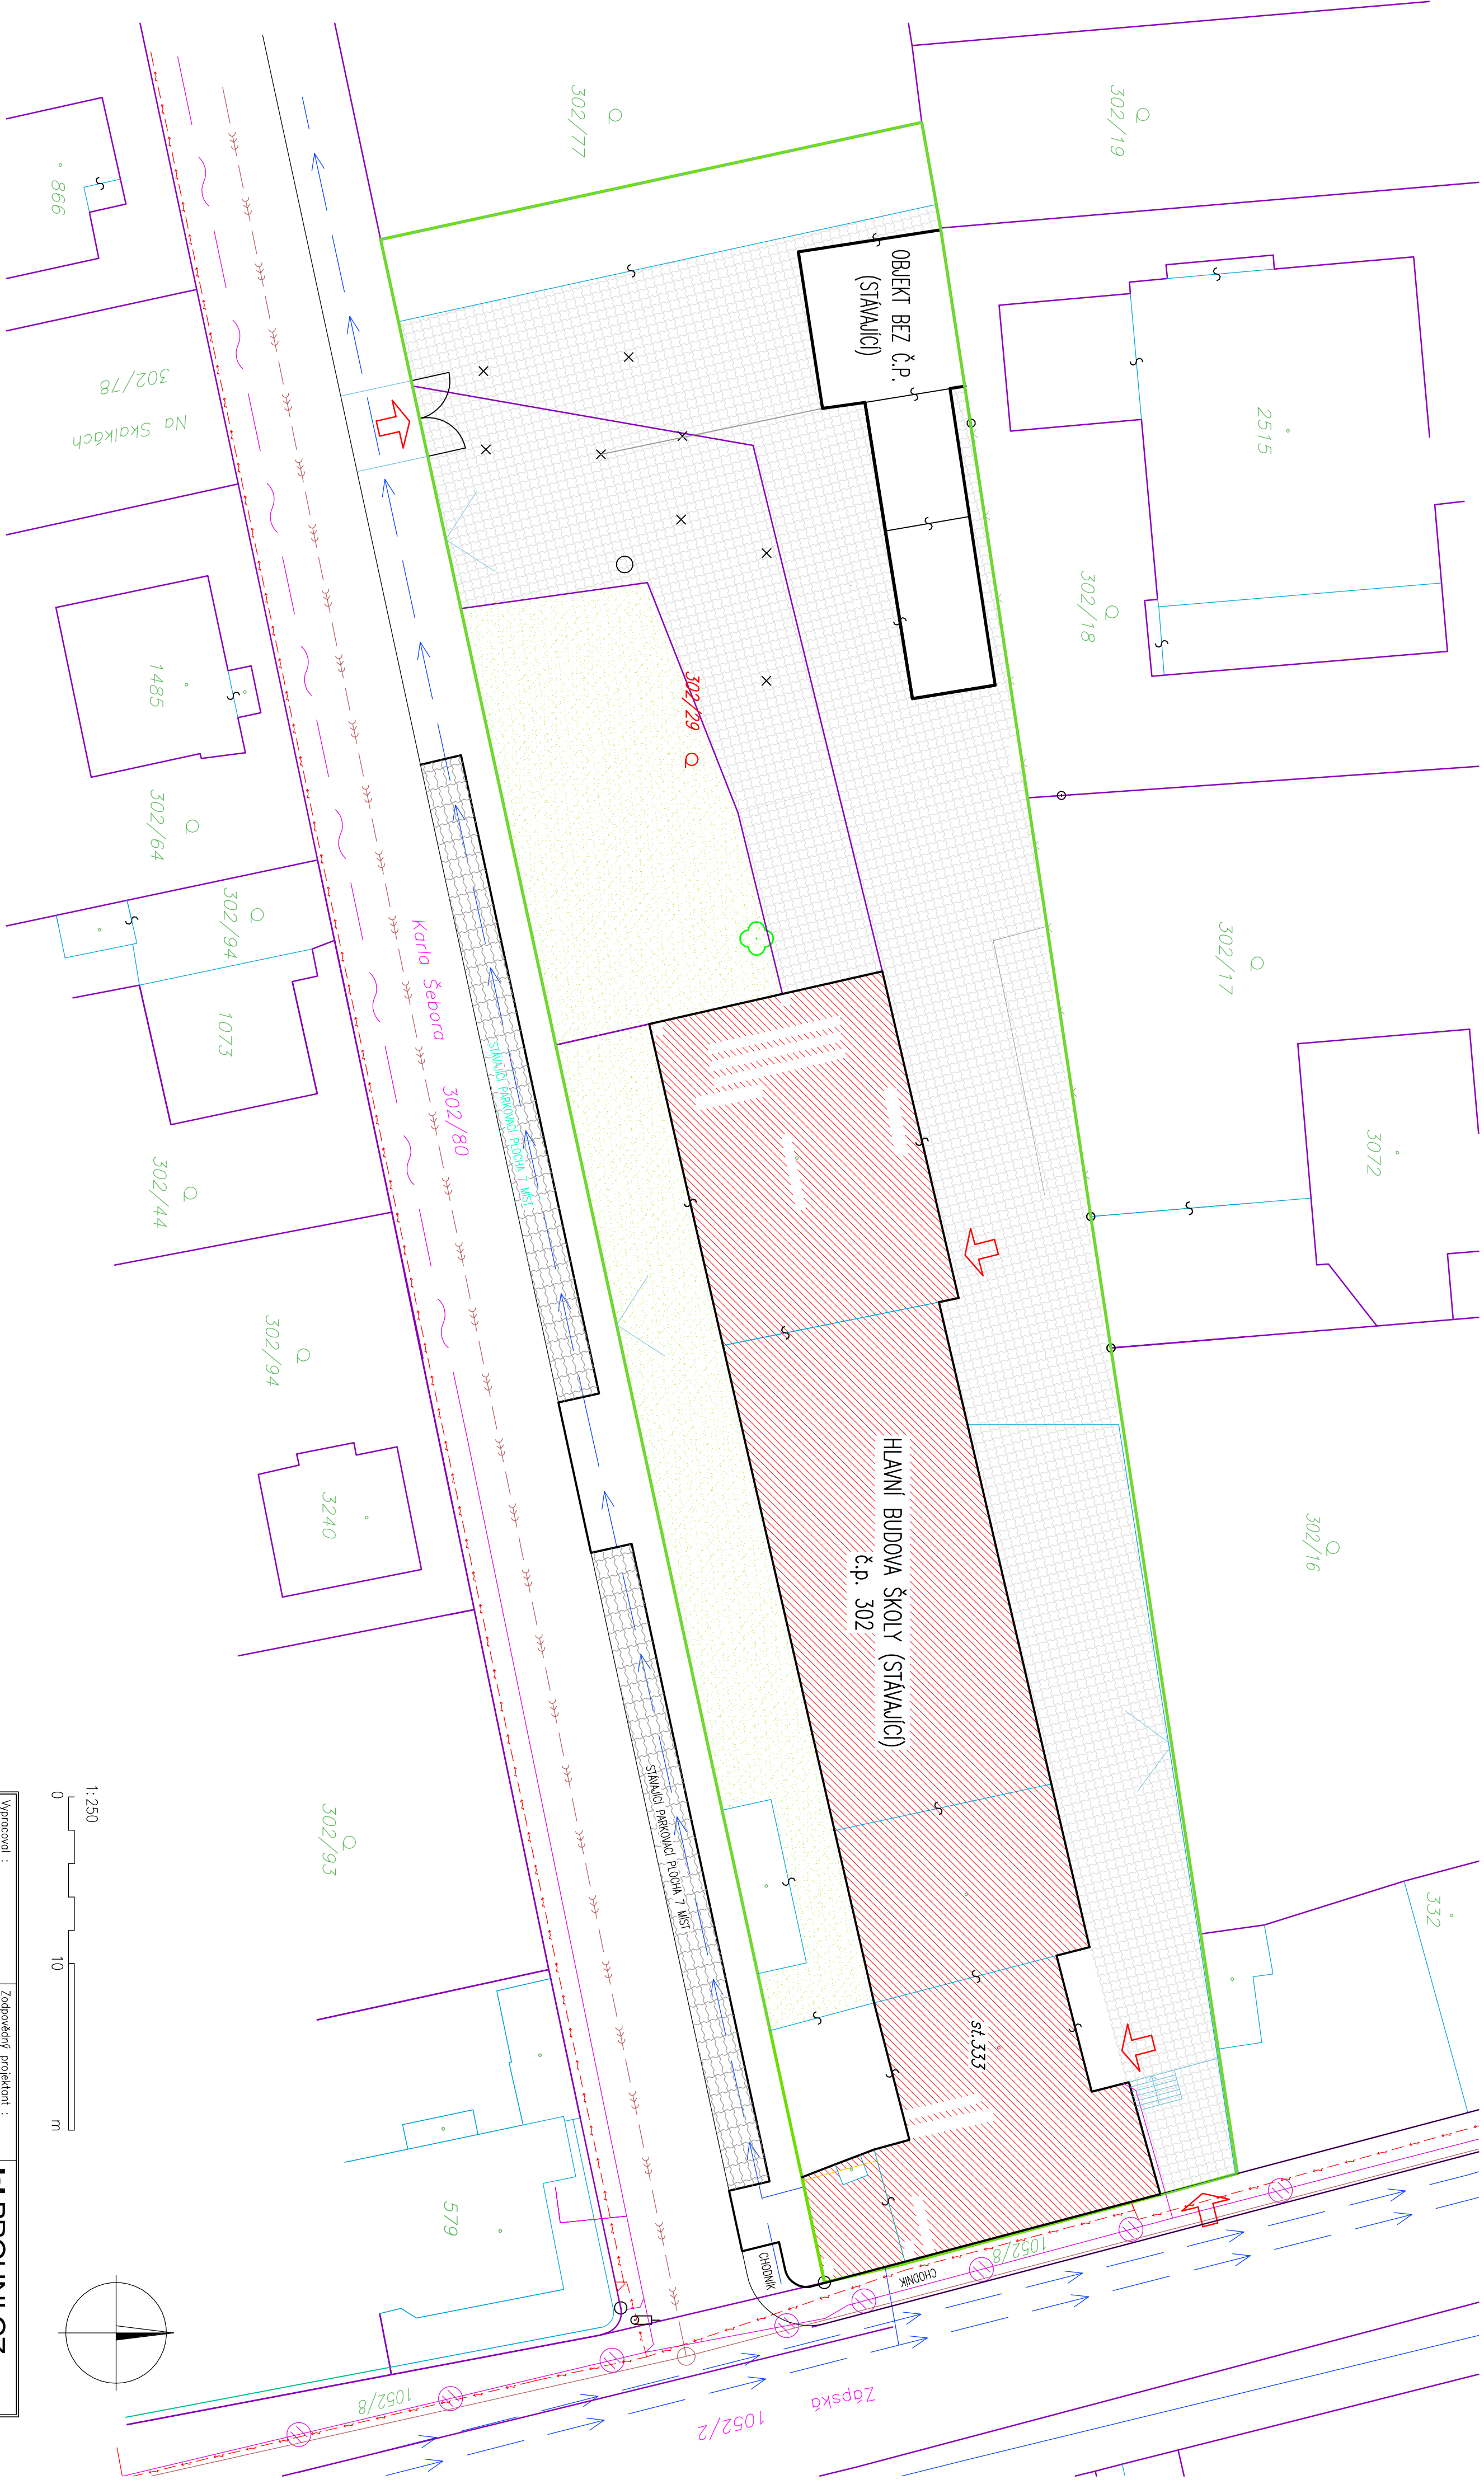 302/77
302/19
866
OBJEKT BEZ Č.P.
(STÁVAJÍCÍ)
2515
302/78
Na Skalkách
302/18
1485
302/29
302/64
302/94
1073
Karla Šebora
302/80
302/17
3072
302/44
STÁVAJÍCÍ PARKOVACÍ PLOCHA 7 MÍST
302/94
3240
HLAVNÍ BUDOVA ŠKOLY (STÁVAJÍCÍ)
č.p. 302
302/16
302/93
STÁVAJÍCÍ PARKOVACÍ PLOCHA 7 MÍST
332
st.333
579
CHODNÍK
CHODNÍK
1052/8
1052/8
Zápská
1052/2
1:250
0
10
m
Vypracoval :
Zodpovědný projektant :